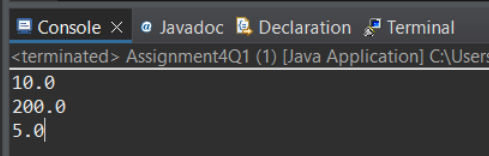 Console Javadoc Declaration Terminal
<terminated> Assignment4Q1 (1) [Java Application] C:\Users
10.0
200.0
5.0